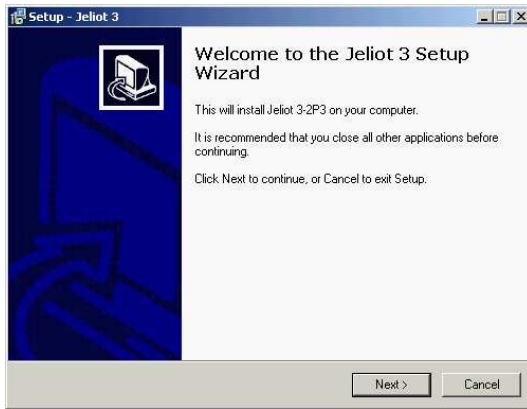 Setup - Jeliot 3
Welcome to the Jeliot 3 Setup
Wizard
This will install Jeliot 3-2P3 on your computer.
It is recommended that you close all other applications before
continuing.
Click Next to continue, or Cancel to exit Setup.
Next >
Cancel